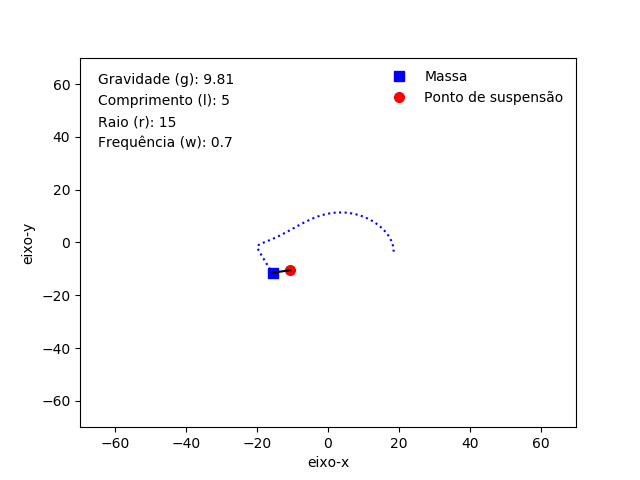 Gravidade (g): 9.81
Comprimento (l): 5
Raio (r): 15
Frequência (w): 0.7
Massa
Ponto de suspensão
60
40
20
0
−20
−40
−60
eixo-y
−60
−40
−20
0
20
40
60
eixo-x